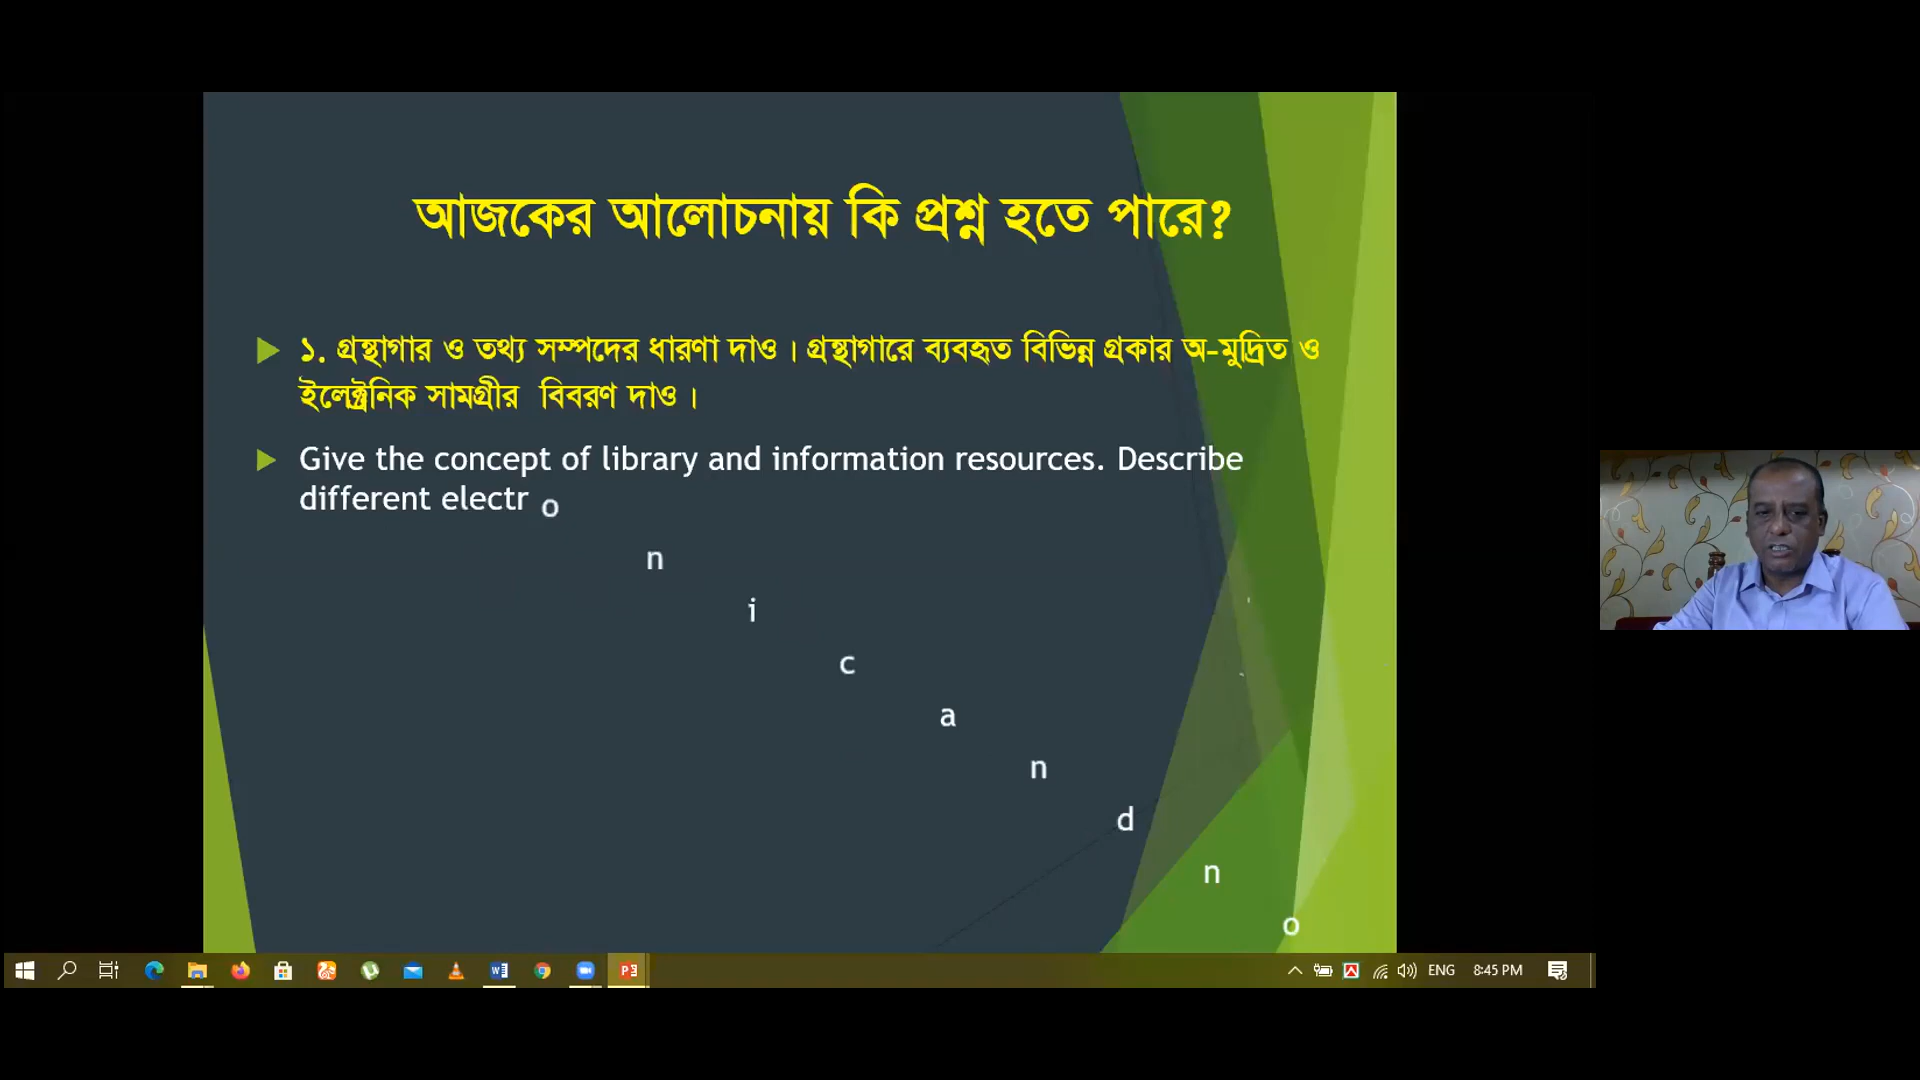 আজকের আলোচনায় কি প্রশ্ন হতে পারে?
১. গ্রন্থাগার ও তথ্য সম্পদের ধারণা দাও। গ্রন্থাগারে ব্যবহৃত বিভিন্ন প্রকার অ-মুদ্রিত ও
ইলেক্ট্রনিক সামগ্রীর বিবরণ দাও।
Give the concept of library and information resources. Describe
different electr o
n
i
c
a
n
d
n
o
ENG 8:45 PM